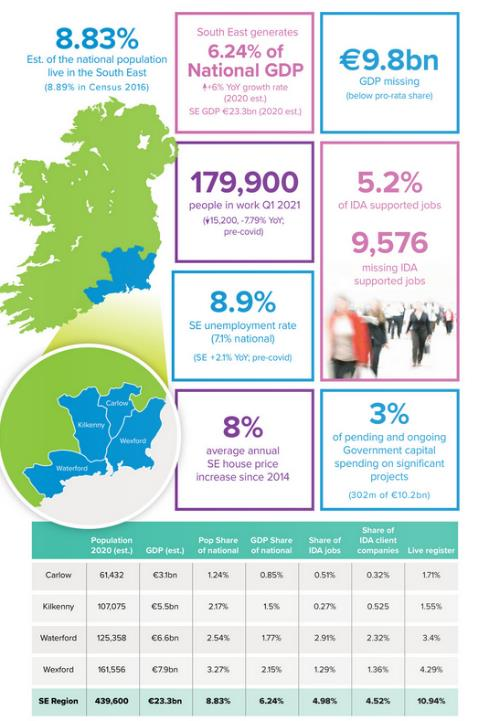 8.83%
Est. of the national population
live in the South East
(8.89% in Census 2016)
South East generates
6.24% of
National GDP
+6% YoY growth rate
(2020 est.)
SE GDP €23.3bn (2020 est.)
€9.8bn
GDP missing
(below pro-rata share)
179,900
people in work Q1 2021
(15,200, -7.79% YoY;
pre-covid)
5.2%
of IDA supported jobs
9,576
missing IDA
supported jobs
8.9%
SE unemployment rate
(7.1% national)
(SE +2.1% YoY; pre-covid)
Carlow
Kilkenny
Wexford
Waterford
8%
average annual
SE house price
increase since 2014
3%
of pending and ongoing
Government capital
spending on significant
projects
(302m of €10.2bn)
Population 2020 (est.) GDP (est.) Pop Share of national GDP Share of national Share of IDA jobs Share of IDA client companies Live register
Carlow 61,432 €3.1bn 1.24% 0.85% 0.51% 0.32% 1.71%
Kilkenny 107,075 €5.5bn 2.17% 1.5% 0.27% 0.525 1.55%
Waterford 125,358 €6.6bn 2.54% 1.77% 2.91% 2.32% 3.4%
Wexford 161,556 €7.9bn 3.27% 2.15% 1.29% 1.36% 4.29%
SE Region 439,600 €23.3bn 8.83% 6.24% 4.98% 4.52% 10.94%